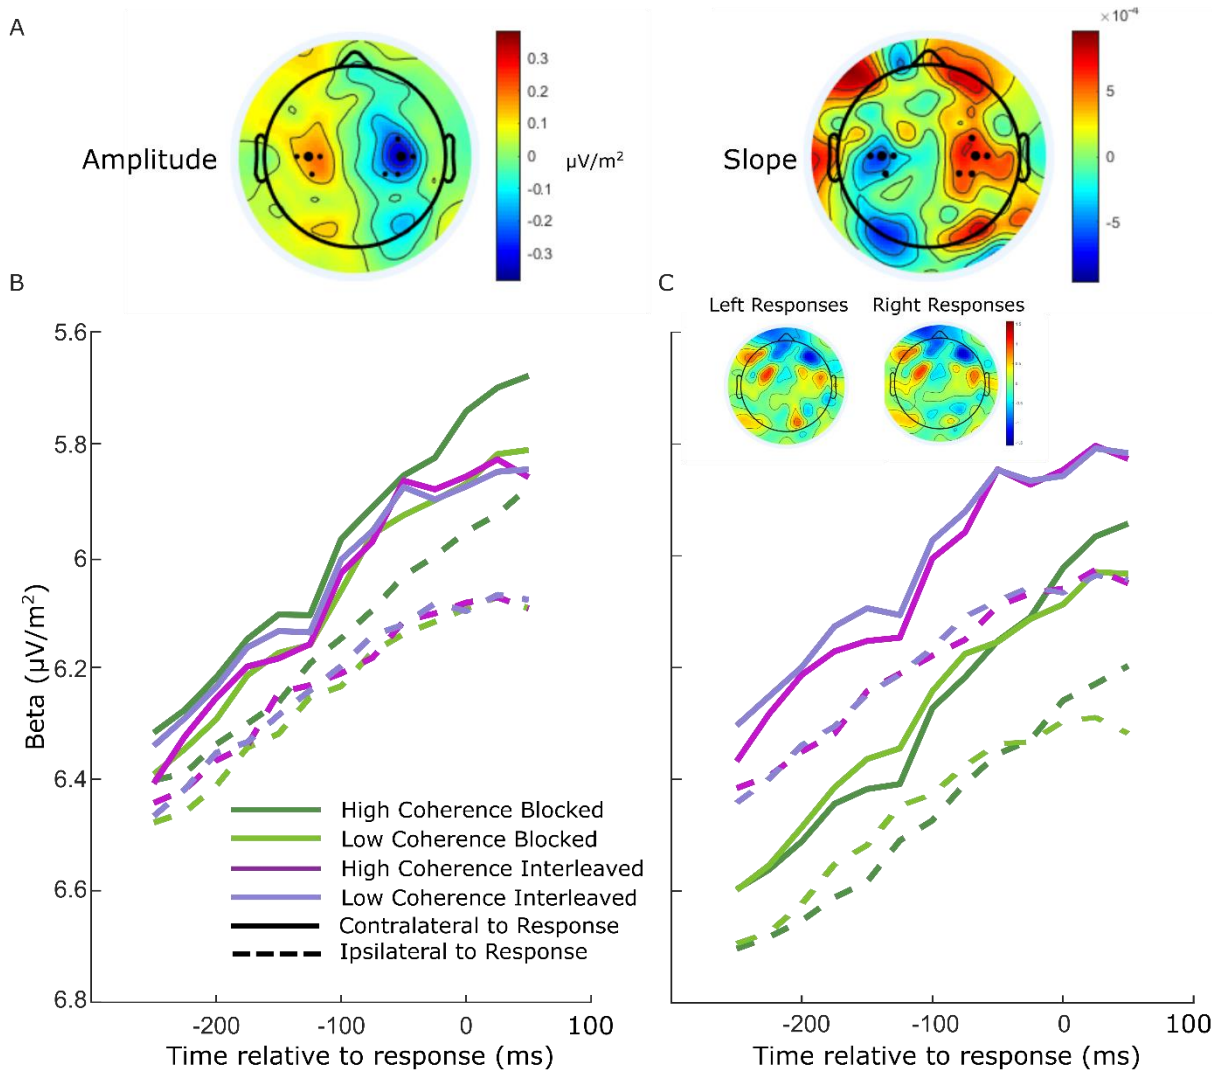 A
Amplitude
0.3
0.2
0.1
0
-0.1
-0.2
-0.3
µV/m²
Slope
×10⁻⁴
5
0
-5
B
5.6
5.8
6
6.2
6.4
6.6
6.8
Beta (µV/m²)
High Coherence Blocked
Low Coherence Blocked
High Coherence Interleaved
Low Coherence Interleaved
Contralateral to Response
Ipsilateral to Response
-200
-100
0
100
Time relative to response (ms)
C
Left Responses
Right Responses
-200
-100
0
100
Time relative to response (ms)